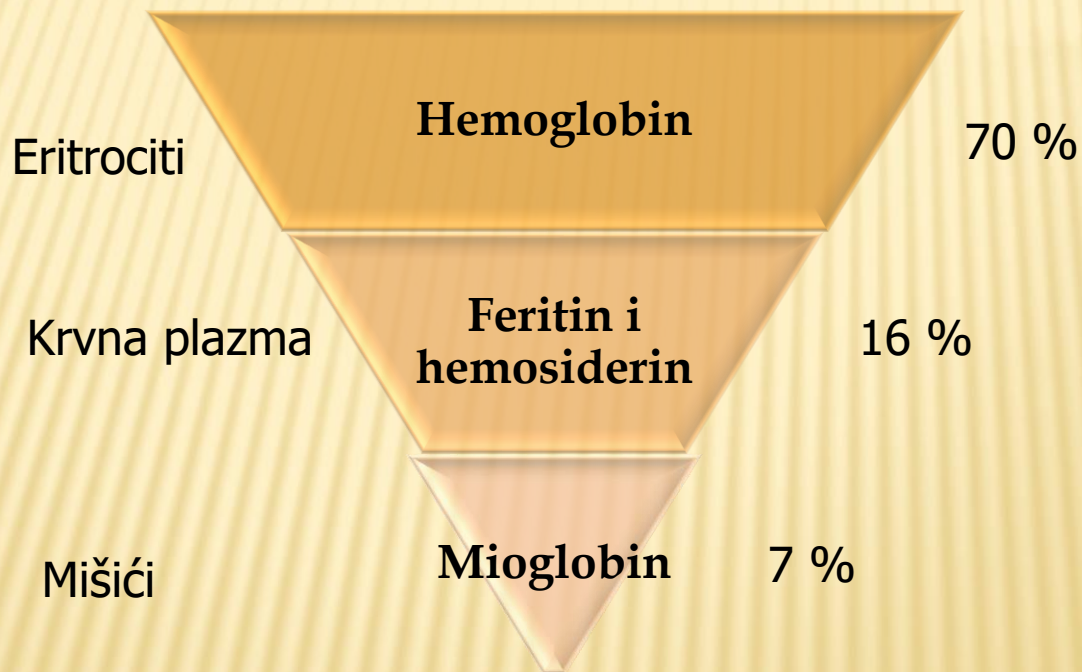 Eritrociti
Hemoglobin
70 %
Krvna plazma
Feritin i
hemosiderin
16 %
Mišići
Mioglobin
7 %